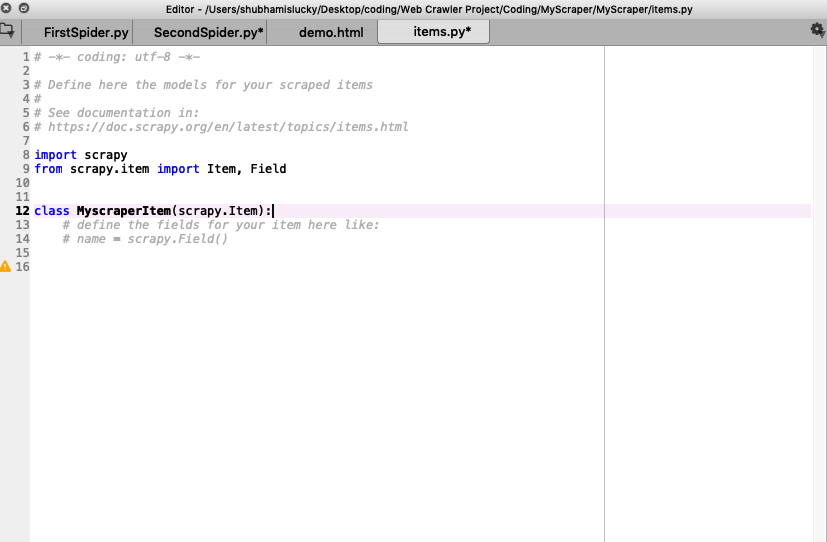 Editor - /Users/shubhamislucky/Desktop/coding/Web Crawler Project/Coding/MyScraper/MyScraper/items.py
FirstSpider.py SecondSpider.py* demo.html items.py*
1 # -*- coding: utf-8 -*-
2
3 # Define here the models for your scraped items
4 #
5 # See documentation in:
6 # https://doc.scrapy.org/en/latest/topics/items.html
7
8 import scrapy
9 from scrapy.item import Item, Field
10
11
12 class MyscraperItem(scrapy.Item):
13 # define the fields for your item here like:
14 # name = scrapy.Field()
15
16